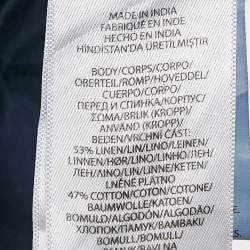 MADE IN INDIA
FABRIQUÉ EN INDE
HECHO EN INDIA
HİNDİSTAN'DA ÜRETİLMİŞTİR
BODY/CORPS/CORPO/
OBERTEIL/ROMP/HOVEDDEL/
CUERPO/CORPO/
ПЕРЕД И СПИНКА/КОРПУС/
ΣΩΜΑ/BRUK (KROPP)/
ANVÄND (KROPP)/
BEDEN/VRCHNÍ ČÁST:
53% LINEN/LIN/LINO/LEINEN/
LINNEN/HØR/LINO/LINHO/ЛЕН/
ΛΕΝ/ΛΙΝΟ/LIN/LINNE/KETEN/
LNĚNÉ PLÁTNO
47% COTTON/COTON/COTONE/
BAUMWOLLE/KATOEN/
BOMULD/ALGODÓN/ALGODÃO/
ХЛОПОК/ПАМУК/ΒΑΜΒΑΚΙ/
BOMULL/BOMULL/